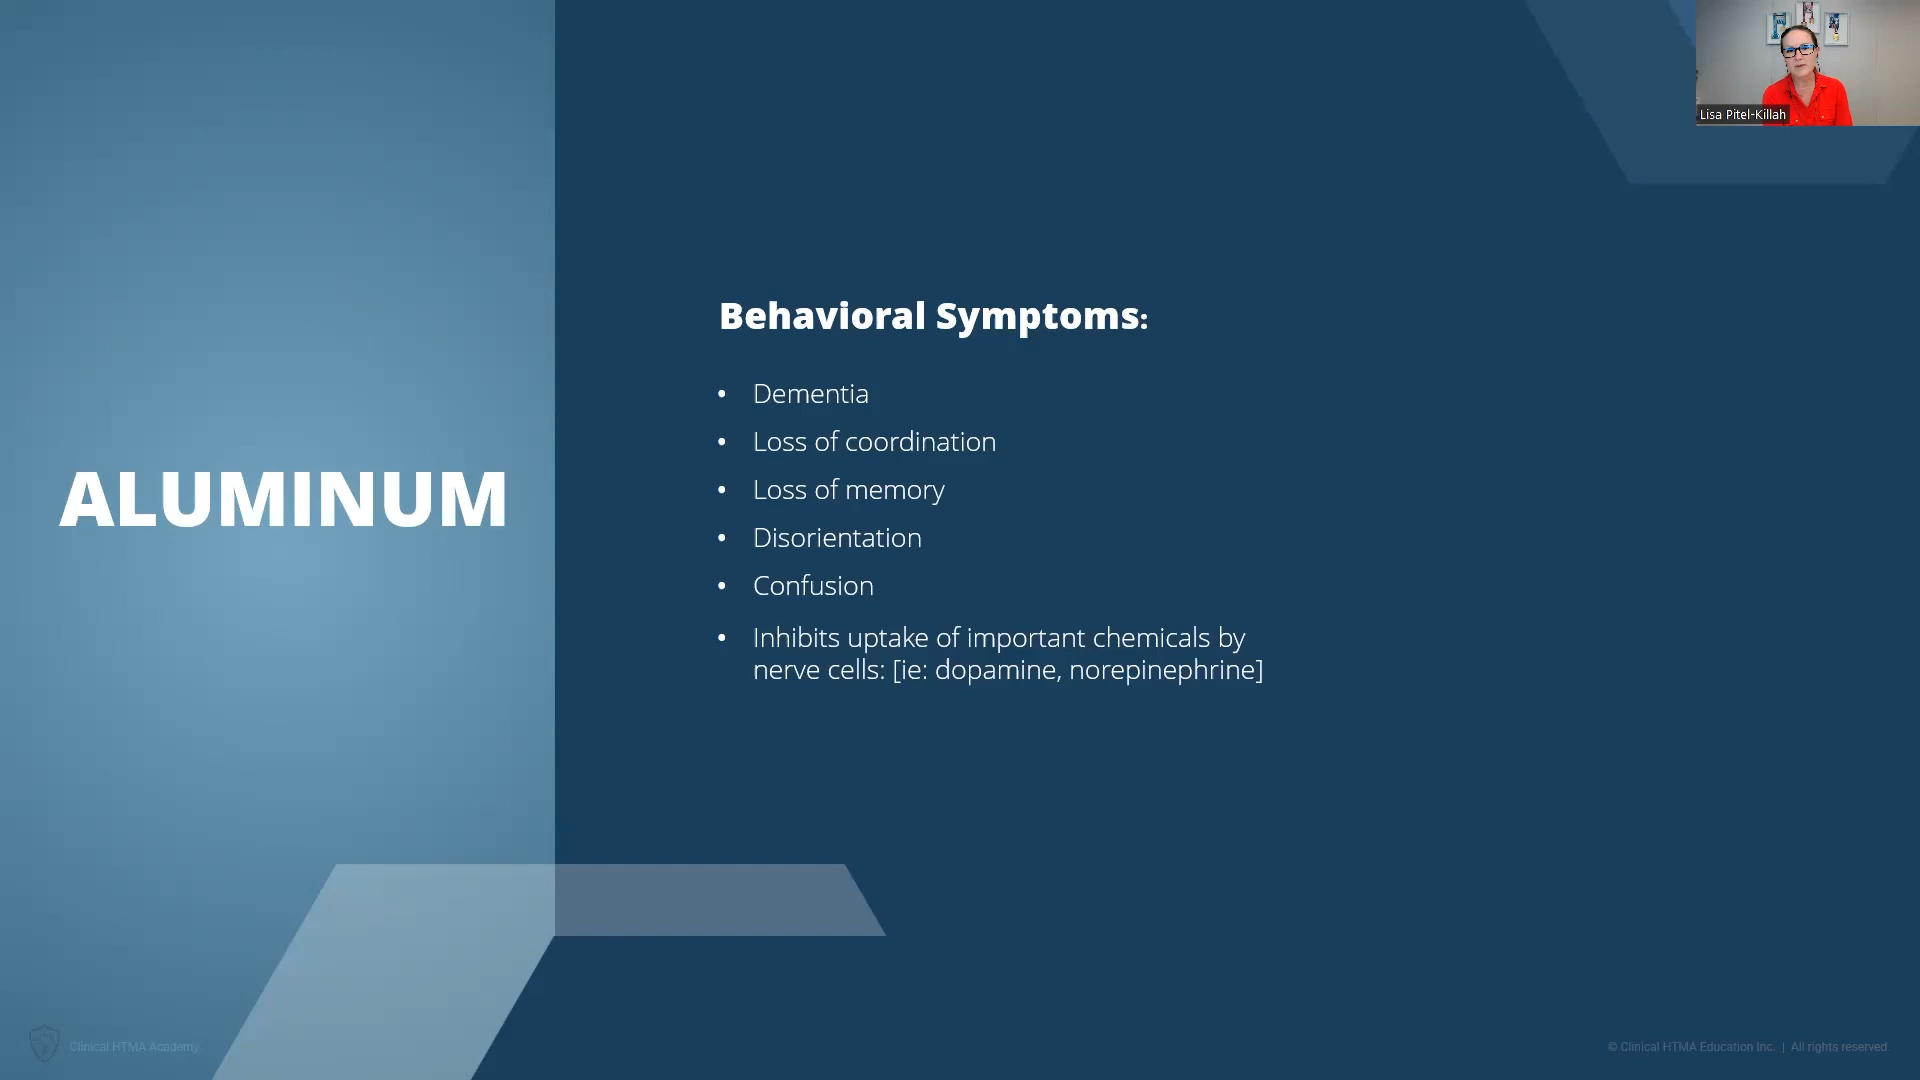 Lisa Pitel-Killah
ALUMINUM
Behavioral Symptoms:
• Dementia
• Loss of coordination
• Loss of memory
• Disorientation
• Confusion
• Inhibits uptake of important chemicals by
nerve cells: [ie: dopamine, norepinephrine]
Clinical HTMA Academy
© Clinical HTMA Education Inc. | All rights reserved.